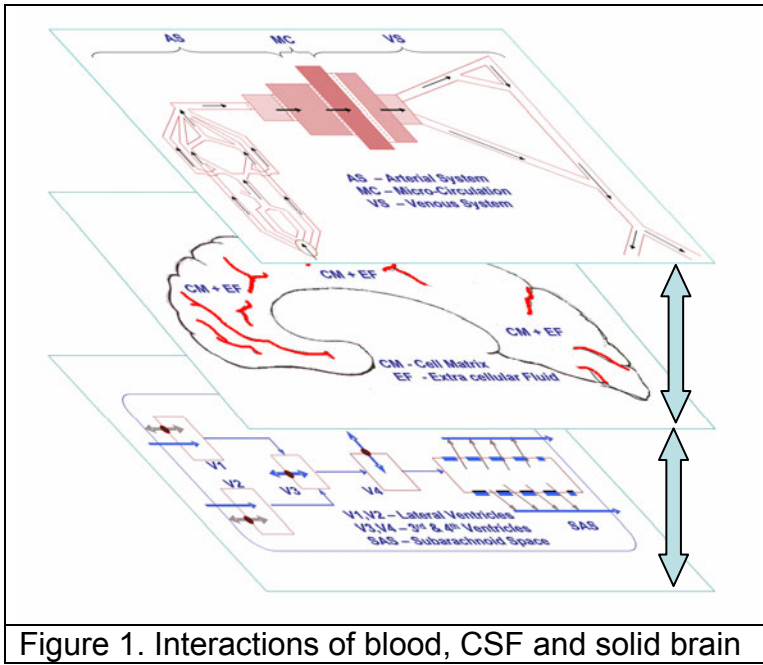 AS MC VS
AS – Arterial System
MC – Micro-Circulation
VS – Venous System
CM + EF
CM + EF
CM + EF
CM - Cell Matrix
EF - Extra cellular Fluid
V1
V2
V3
V4
V1,V2 – Lateral Ventricles
V3,V4 – 3rd & 4th Ventricles
SAS
SAS – Subarachnoid Space
Figure 1. Interactions of blood, CSF and solid brain